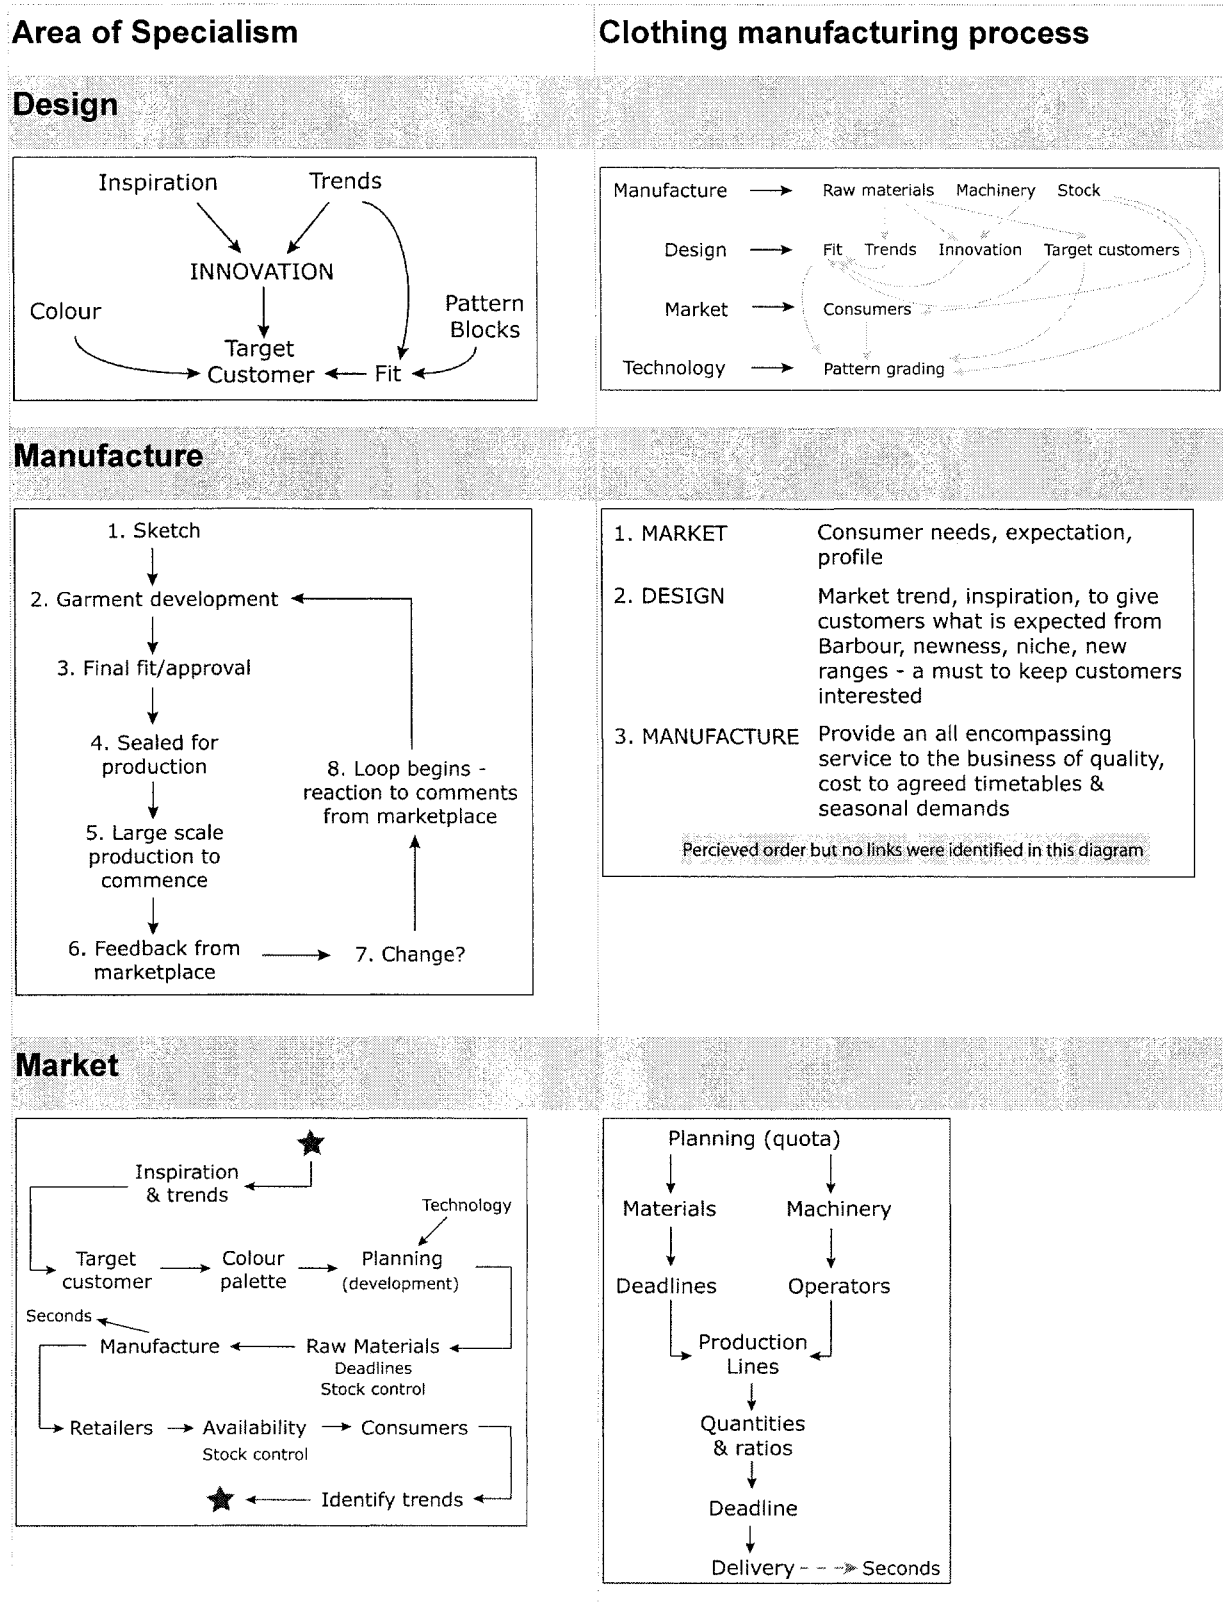 Area of Specialism
Clothing manufacturing process
Design
Inspiration
Trends
INNOVATION
Colour
Pattern
Blocks
Target
Customer
Fit
Manufacture
Raw materials
Machinery
Stock
Design
Fit
Trends
Innovation
Target customers
Market
Consumers
Technology
Pattern grading
Manufacture
1. Sketch
2. Garment development
3. Final fit/approval
4. Sealed for
production
5. Large scale
production to
commence
6. Feedback from
marketplace
7. Change?
8. Loop begins -
reaction to comments
from marketplace
1. MARKET
Consumer needs, expectation,
profile
2. DESIGN
Market trend, inspiration, to give
customers what is expected from
Barbour, newness, niche, new
ranges - a must to keep customers
interested
3. MANUFACTURE
Provide an all encompassing
service to the business of quality,
cost to agreed timetables &
seasonal demands
Percieved order but no links were identified in this diagram
Market
Inspiration
& trends
Technology
Target
customer
Colour
palette
Planning
(development)
Seconds
Manufacture
Raw Materials
Deadlines
Stock control
Retailers
Availability
Stock control
Consumers
Identify trends
Planning (quota)
Materials
Machinery
Deadlines
Operators
Production
Lines
Quantities
& ratios
Deadline
Delivery
Seconds